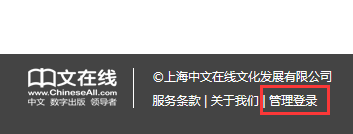 中文在线
www.ChineseAll.com
中文 数字出版 领导者
©上海中文在线文化发展有限公司
服务条款 | 关于我们 | 管理登录